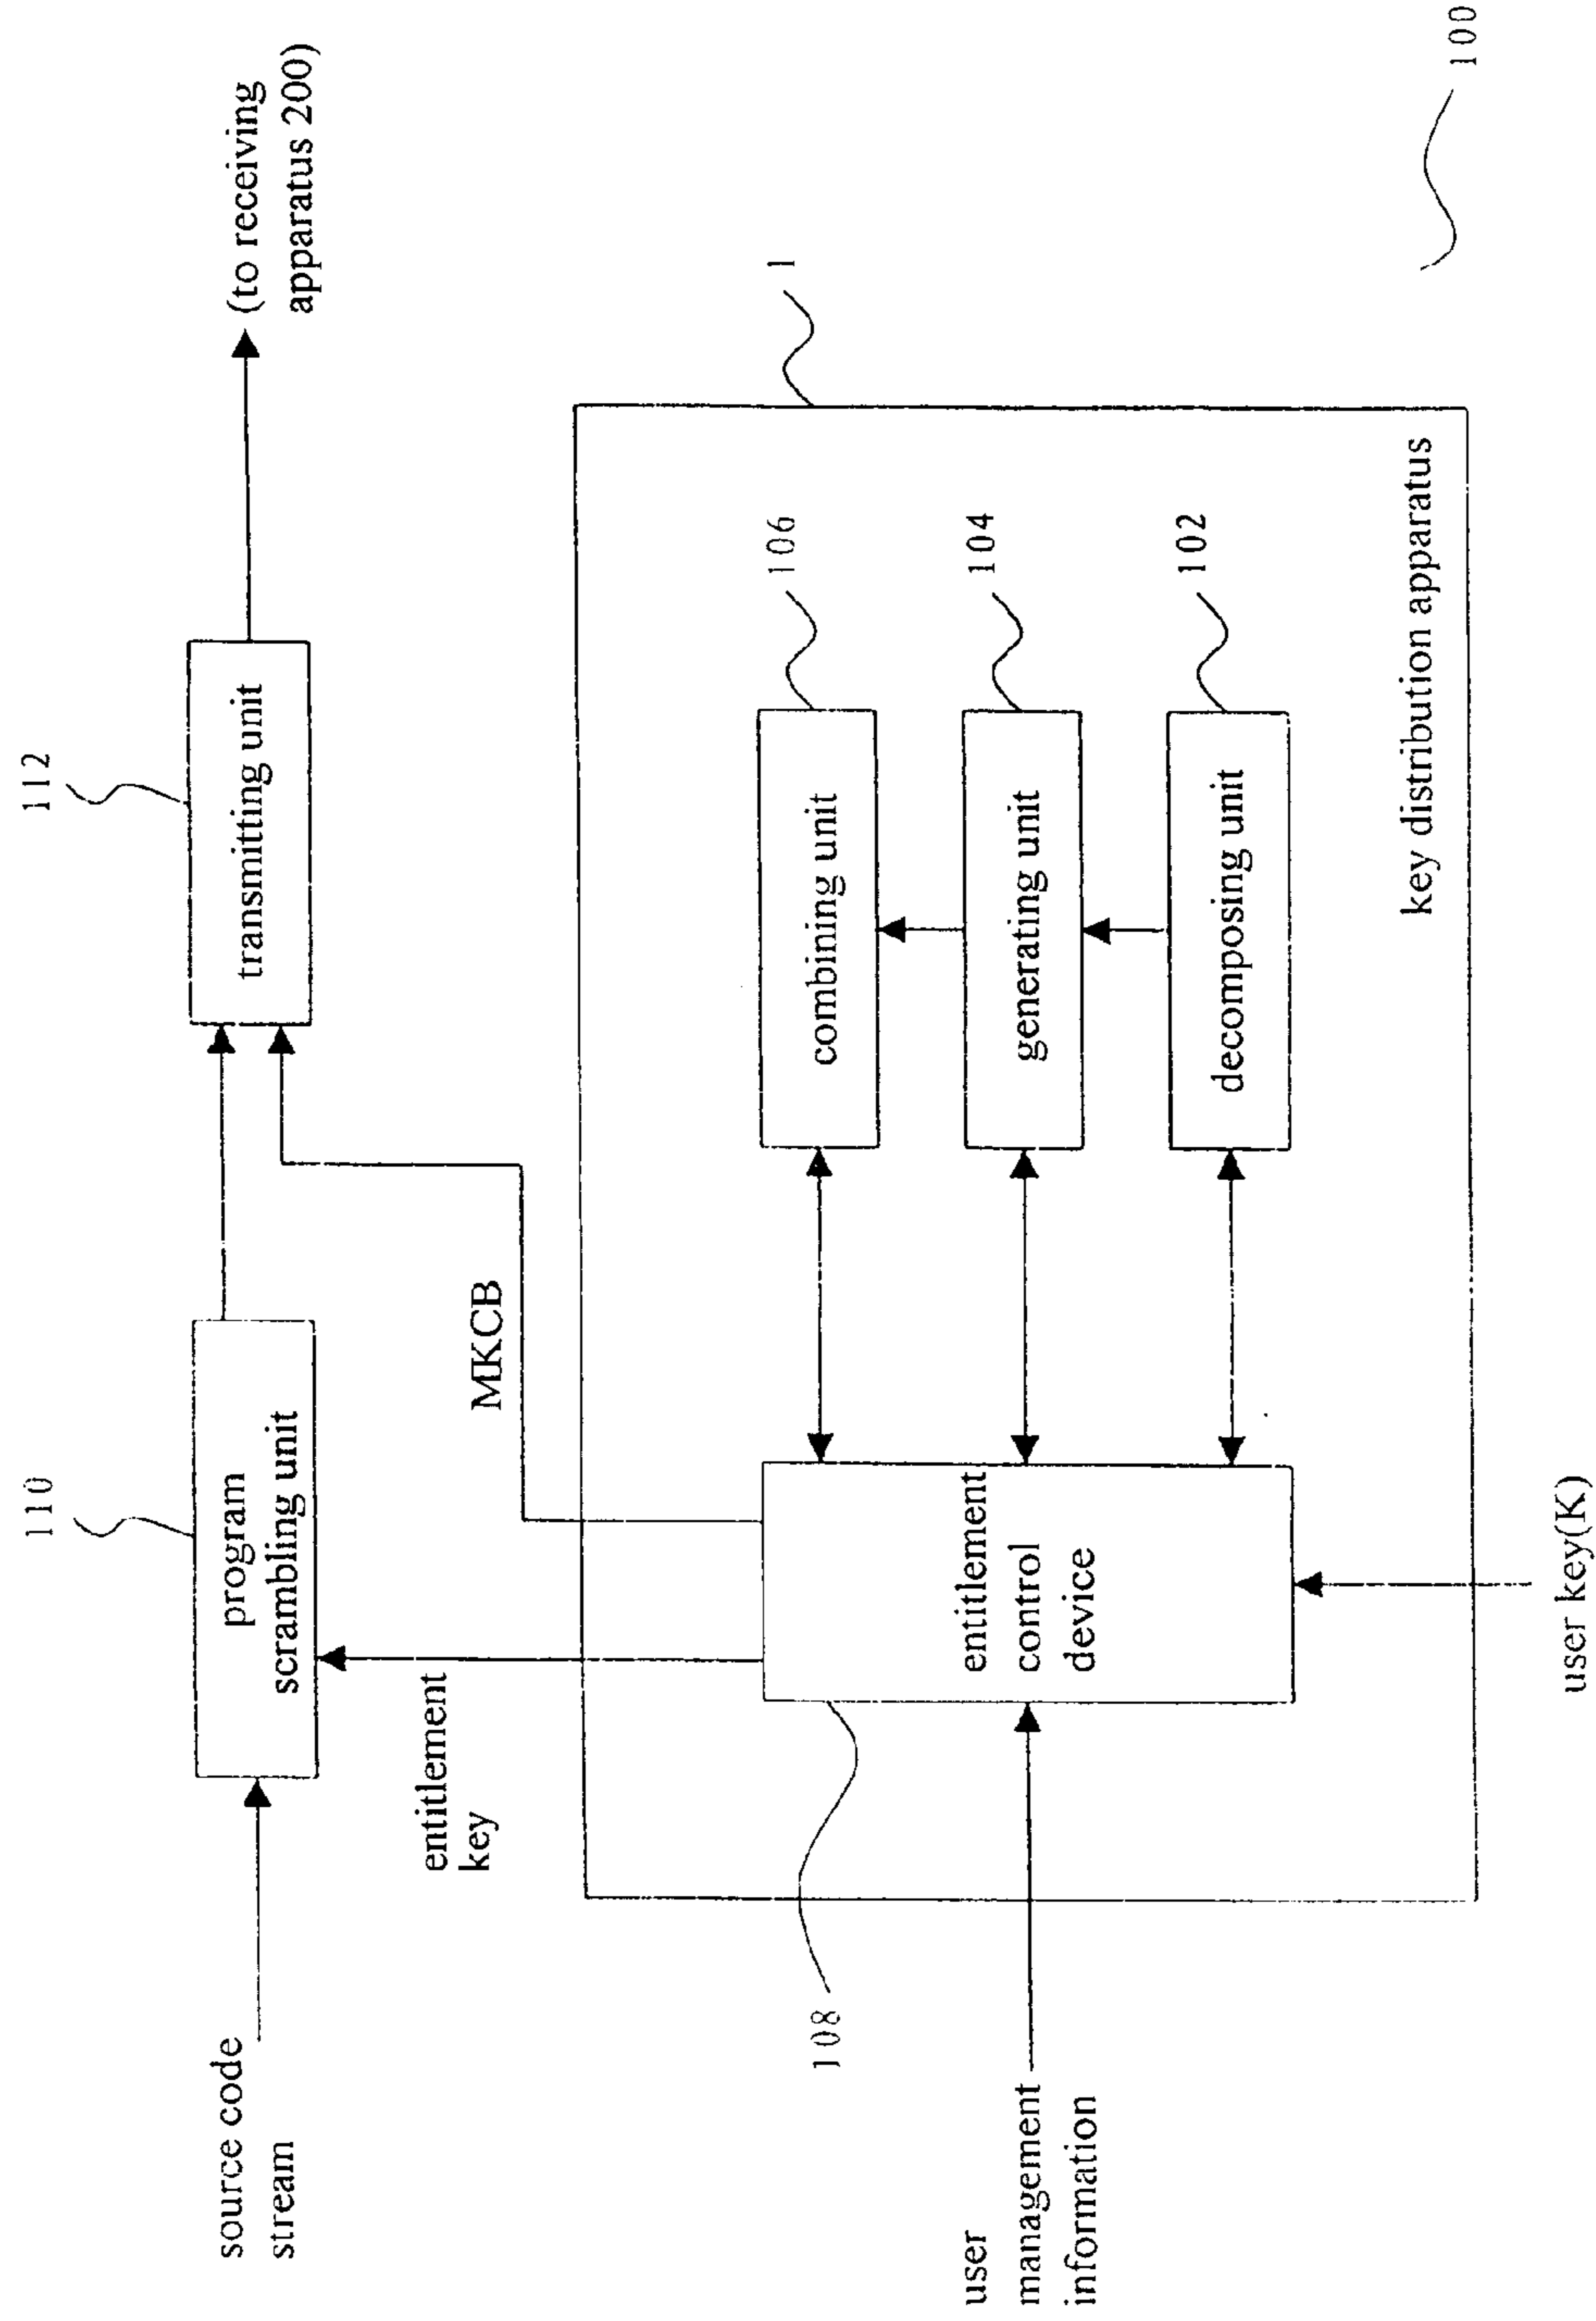 source code
stream
110
program
scrambling unit
112
transmitting unit
(to receiving
apparatus 200)
entitlement
key
MKCB
1
108
entitlement
control
device
combining unit
106
generating unit
104
decomposing unit
102
user
management
information
user key(K)
key distribution apparatus
100